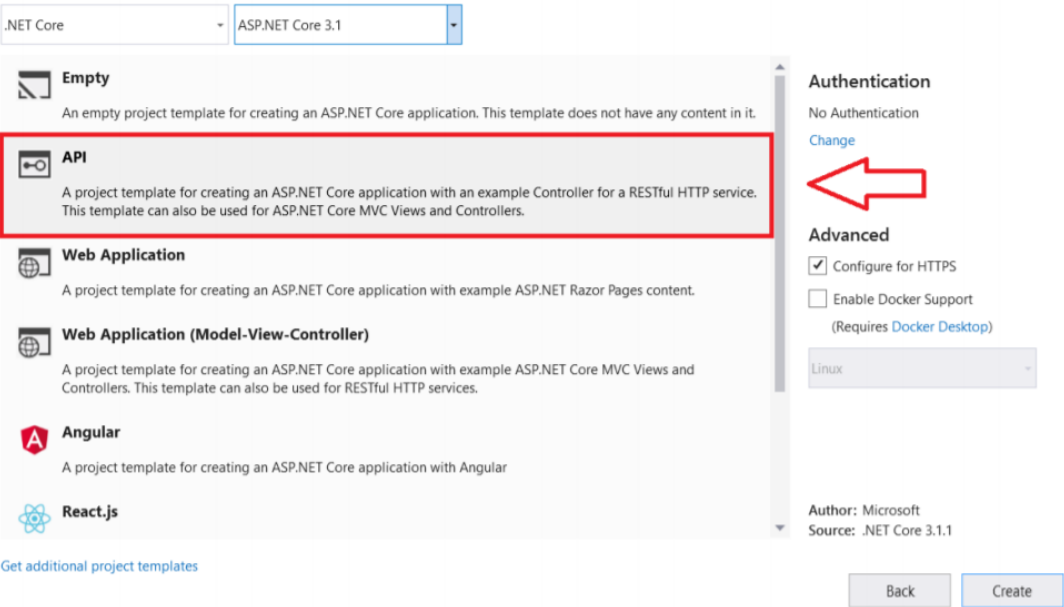 .NET Core
ASP.NET Core 3.1
Empty
An empty project template for creating an ASP.NET Core application. This template does not have any content in it.
API
A project template for creating an ASP.NET Core application with an example Controller for a RESTful HTTP service.
This template can also be used for ASP.NET Core MVC Views and Controllers.
Web Application
A project template for creating an ASP.NET Core application with example ASP.NET Razor Pages content.
Web Application (Model-View-Controller)
A project template for creating an ASP.NET Core application with example ASP.NET Core MVC Views and
Controllers. This template can also be used for RESTful HTTP services.
Angular
A project template for creating an ASP.NET Core application with Angular
React.js
Get additional project templates
Authentication
No Authentication
Change
Advanced
Configure for HTTPS
Enable Docker Support
(Requires Docker Desktop)
Linux
Author: Microsoft
Source: .NET Core 3.1.1
Back
Create